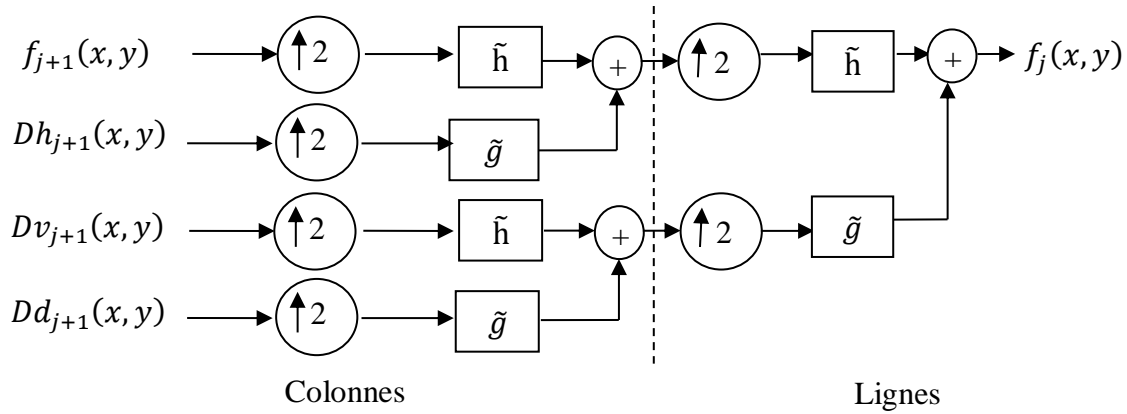 f_{j+1}(x, y) ↑2 h̃ + ↑2 h̃ + f_j(x, y)
Dh_{j+1}(x, y) ↑2 g̃
Dv_{j+1}(x, y) ↑2 h̃ + ↑2 g̃
Dd_{j+1}(x, y) ↑2 g̃
Colonnes Lignes